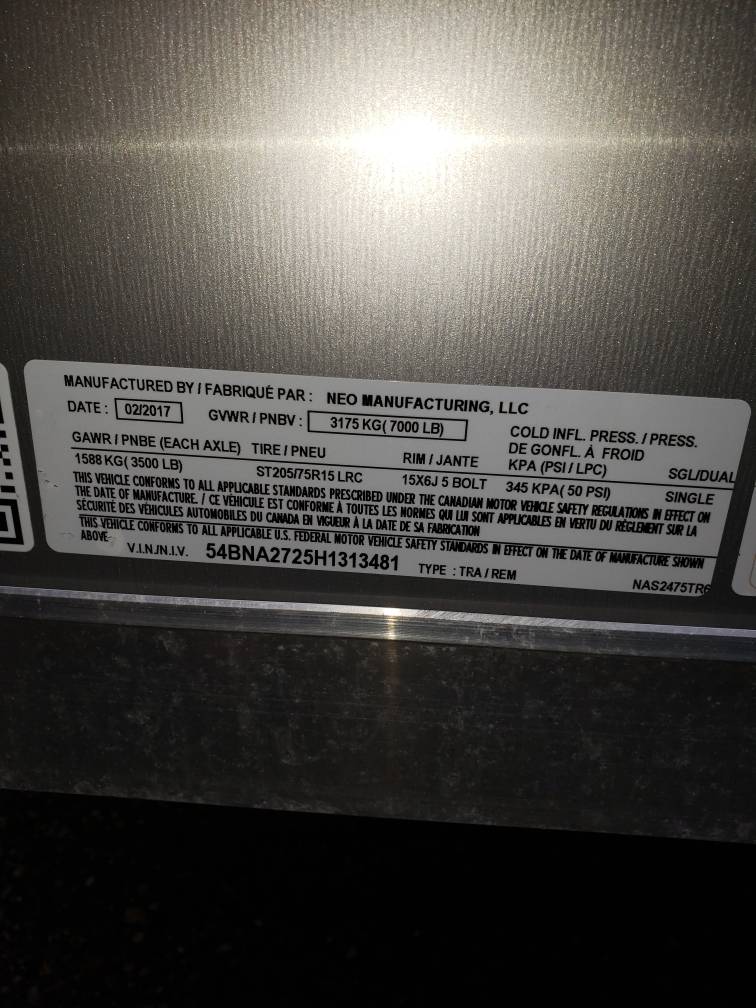 MANUFACTURED BY / FABRIQUÉ PAR : NEO MANUFACTURING, LLC
DATE : 02/2017 GVWR / PNBV : 3175 KG( 7000 LB)
COLD INFL. PRESS. / PRESS.
DE GONFL. À FROID
GAWR / PNBE (EACH AXLE) TIRE / PNEU RIM / JANTE KPA (PSI / LPC) SGL/DUAL
1588 KG( 3500 LB) ST205/75R15 LRC 15X6J 5 BOLT 345 KPA( 50 PSI) SINGLE
THIS VEHICLE CONFORMS TO ALL APPLICABLE STANDARDS PRESCRIBED UNDER THE CANADIAN MOTOR VEHICLE SAFETY REGULATIONS IN EFFECT ON
THE DATE OF MANUFACTURE. / CE VÉHICULE EST CONFORME À TOUTES LES NORMES QUI LUI SONT APPLICABLES EN VERTU DU RÈGLEMENT SUR LA
SÉCURITÉ DES VÉHICULES AUTOMOBILES DU CANADA EN VIGUEUR À LA DATE DE SA FABRICATION
THIS VEHICLE CONFORMS TO ALL APPLICABLE U.S. FEDERAL MOTOR VEHICLE SAFETY STANDARDS IN EFFECT ON THE DATE OF MANUFACTURE SHOWN
ABOVE
V.I.N./N.I.V. 54BNA2725H1313481 TYPE : TRA / REM NAS2475TR6